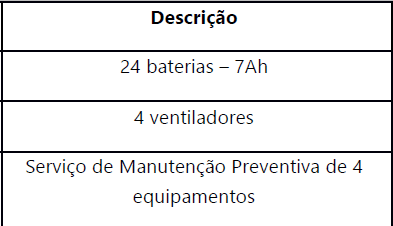 Descrição
24 baterias – 7Ah
4 ventiladores
Serviço de Manutenção Preventiva de 4
equipamentos